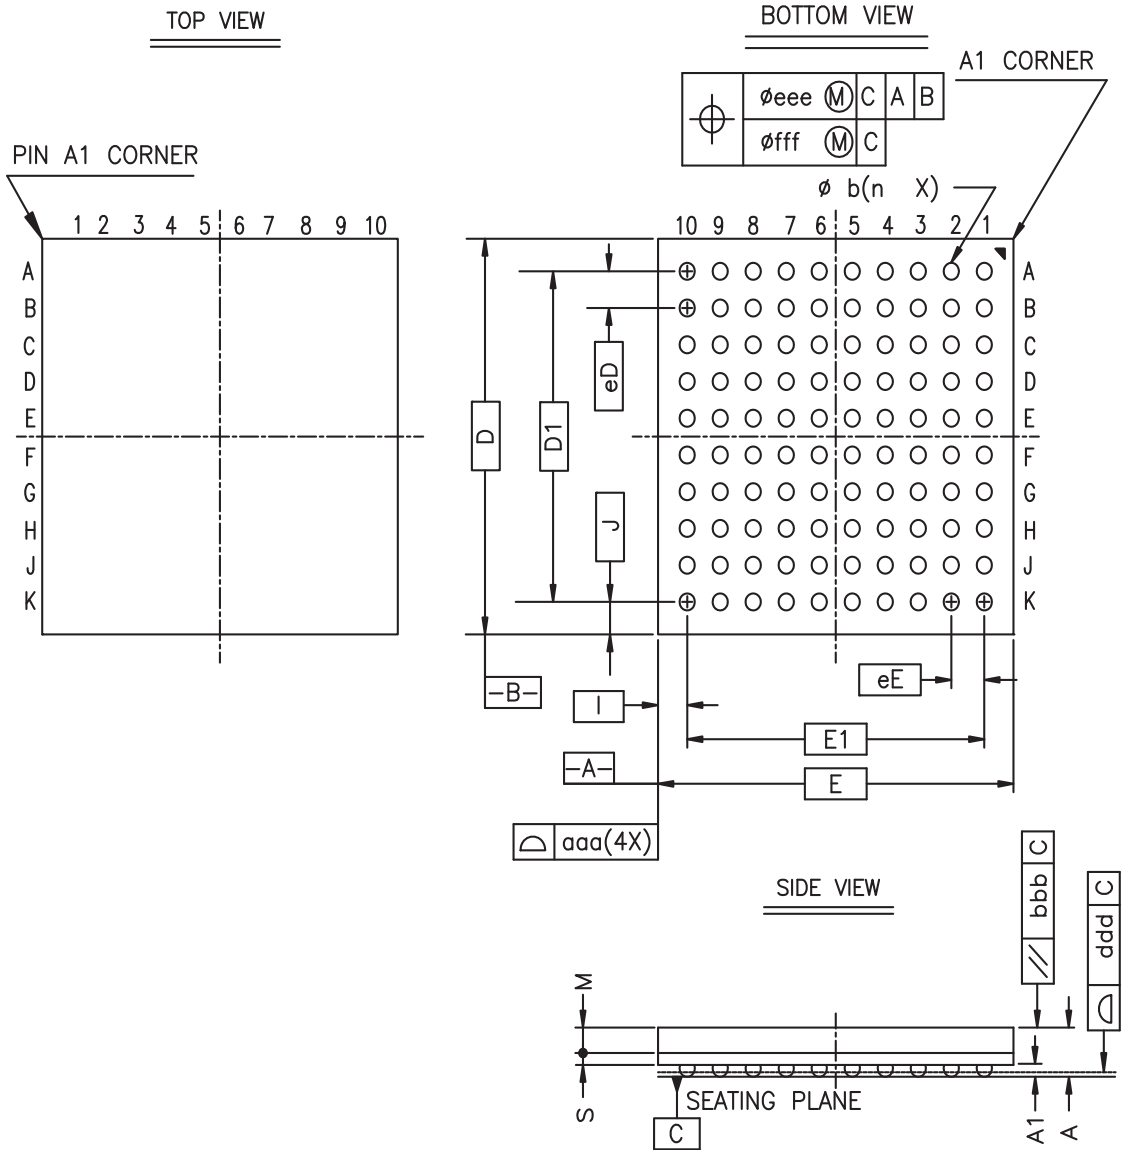 TOP VIEW
BOTTOM VIEW
A1 CORNER
øeee Ⓜ C A B
øfff Ⓜ C
PIN A1 CORNER
ø b(n X)
1 2 3 4 5 6 7 8 9 10
10 9 8 7 6 5 4 3 2 1
A
B
C
D
E
F
G
H
J
K
A
B
C
D
E
F
G
H
J
K
eD
D
D1
J
-B-
I
eE
E1
-A-
E
aaa(4X)
SIDE VIEW
// bbb C
ddd C
M
S
SEATING PLANE
C
A1
A